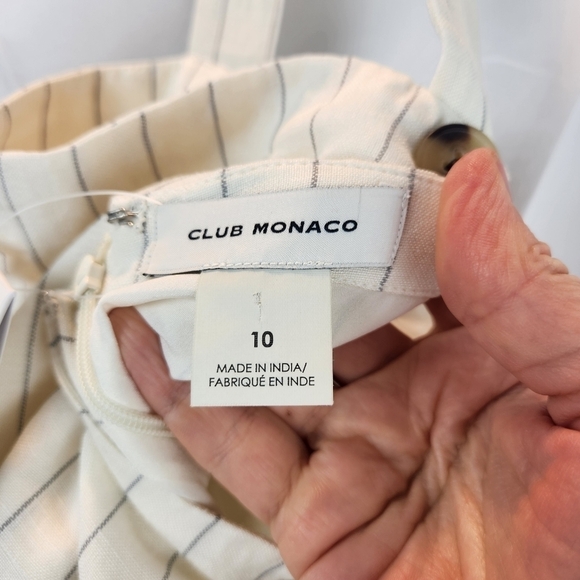 CLUB MONACO
10
MADE IN INDIA/
FABRIQUÉ EN INDE